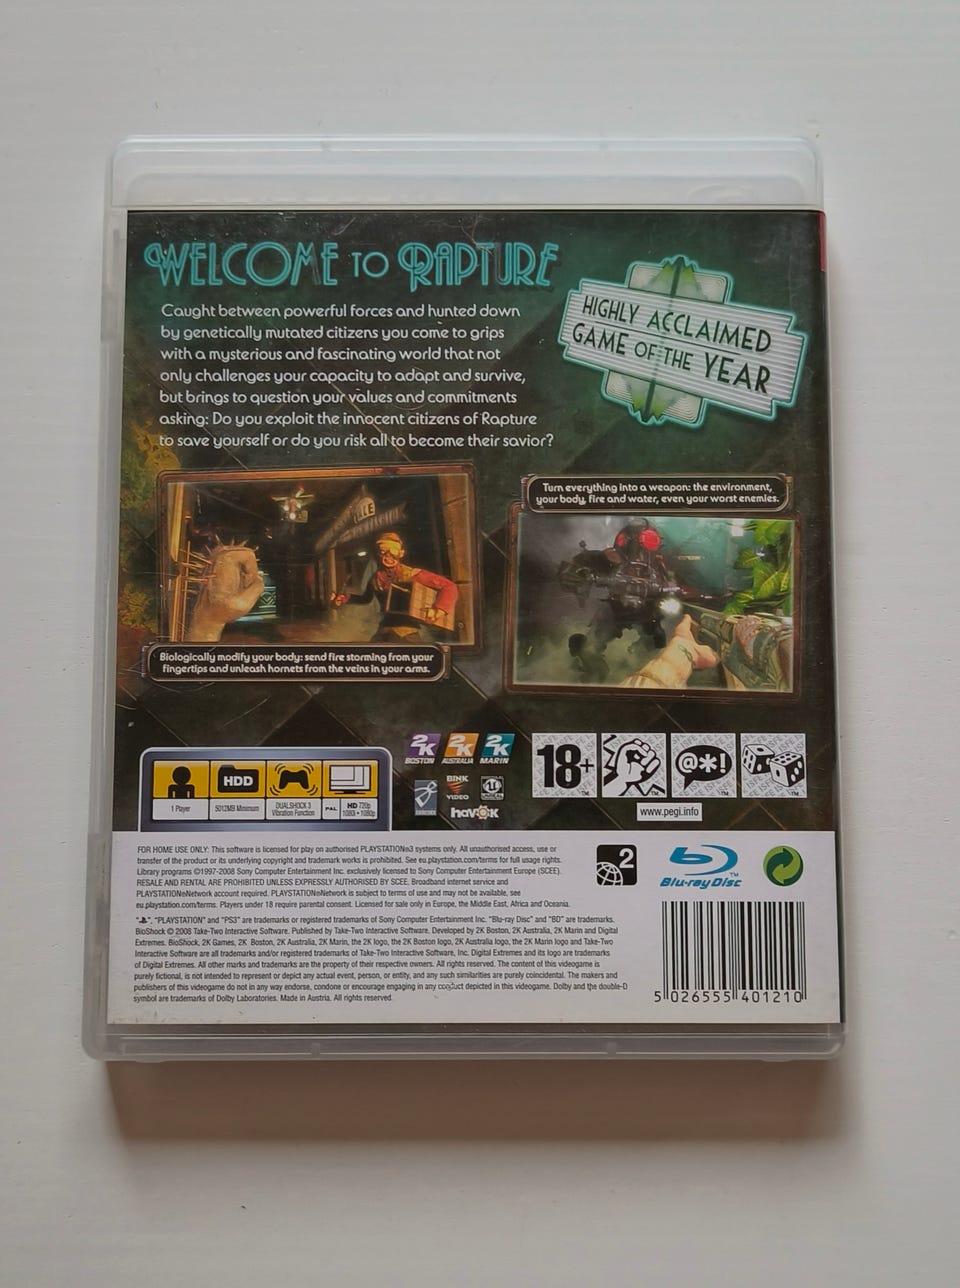 WELCOME TO RAPTURE
Caught between powerful forces and hunted down
by genetically mutated citizens you come to grips
with a mysterious and fascinating world that not
only challenges your capacity to adapt and survive,
but brings to question your values and commitments
asking: Do you exploit the innocent citizens of Rapture
to save yourself or do you risk all to become their savior?
HIGHLY ACCLAIMED
GAME OF THE YEAR
Turn everything into a weapon: the environment,
your body, fire and water, even your worst enemies.
Biologically modify your body: send fire storming from your
fingertips and unleash hornets from the veins in your arms.
1 Player
HDD
5012MB Minimum
DUALSHOCK 3
Vibration Function
PAL
HD 720p
1080i • 1080p
2K
BOSTON
2K
AUSTRALIA
2K
MARIN
BINK
VIDEO
havok
18+
@*!
www.pegi.info
FOR HOME USE ONLY: This software is licensed for play on authorised PLAYSTATION®3 systems only. All unauthorised access, use or
transfer of the product or its underlying copyright and trademark works is prohibited. See eu.playstation.com/terms for full usage rights.
Library programs ©1997-2008 Sony Computer Entertainment Inc. exclusively licensed to Sony Computer Entertainment Europe (SCEE).
RESALE AND RENTAL ARE PROHIBITED UNLESS EXPRESSLY AUTHORISED BY SCEE. Broadband internet service and
PLAYSTATION®Network account required. PLAYSTATION®Network is subject to terms of use and may not be available, see
eu.playstation.com/terms. Players under 18 require parental consent. Licensed for sale only in Europe, the Middle East, Africa and Oceania.
2
Blu-ray Disc™
", "PLAYSTATION" and "PS3" are trademarks or registered trademarks of Sony Computer Entertainment Inc. "Blu-ray Disc" and "BD" are trademarks.
BioShock © 2008 Take-Two Interactive Software. Published by Take-Two Interactive Software. Developed by 2K Boston, 2K Australia, 2K Marin and Digital
Extremes. BioShock, 2K Games, 2K Boston, 2K Australia, 2K Marin, the 2K logo, the 2K Boston logo, 2K Australia logo, the 2K Marin logo and Take-Two
Interactive Software are all trademarks and/or registered trademarks of Take-Two Interactive Software, Inc. Digital Extremes and its logo are trademarks
of Digital Extremes. All other marks and trademarks are the property of their respective owners. All rights reserved. The content of this videogame is
purely fictional, is not intended to represent or depict any actual event, person, or entity, and any such similarities are purely coincidental. The makers and
publishers of this videogame do not in any way endorse, condone or encourage engaging in any conduct depicted in this videogame. Dolby and the double-D
symbol are trademarks of Dolby Laboratories. Made in Austria. All rights reserved.
5 026555 401210